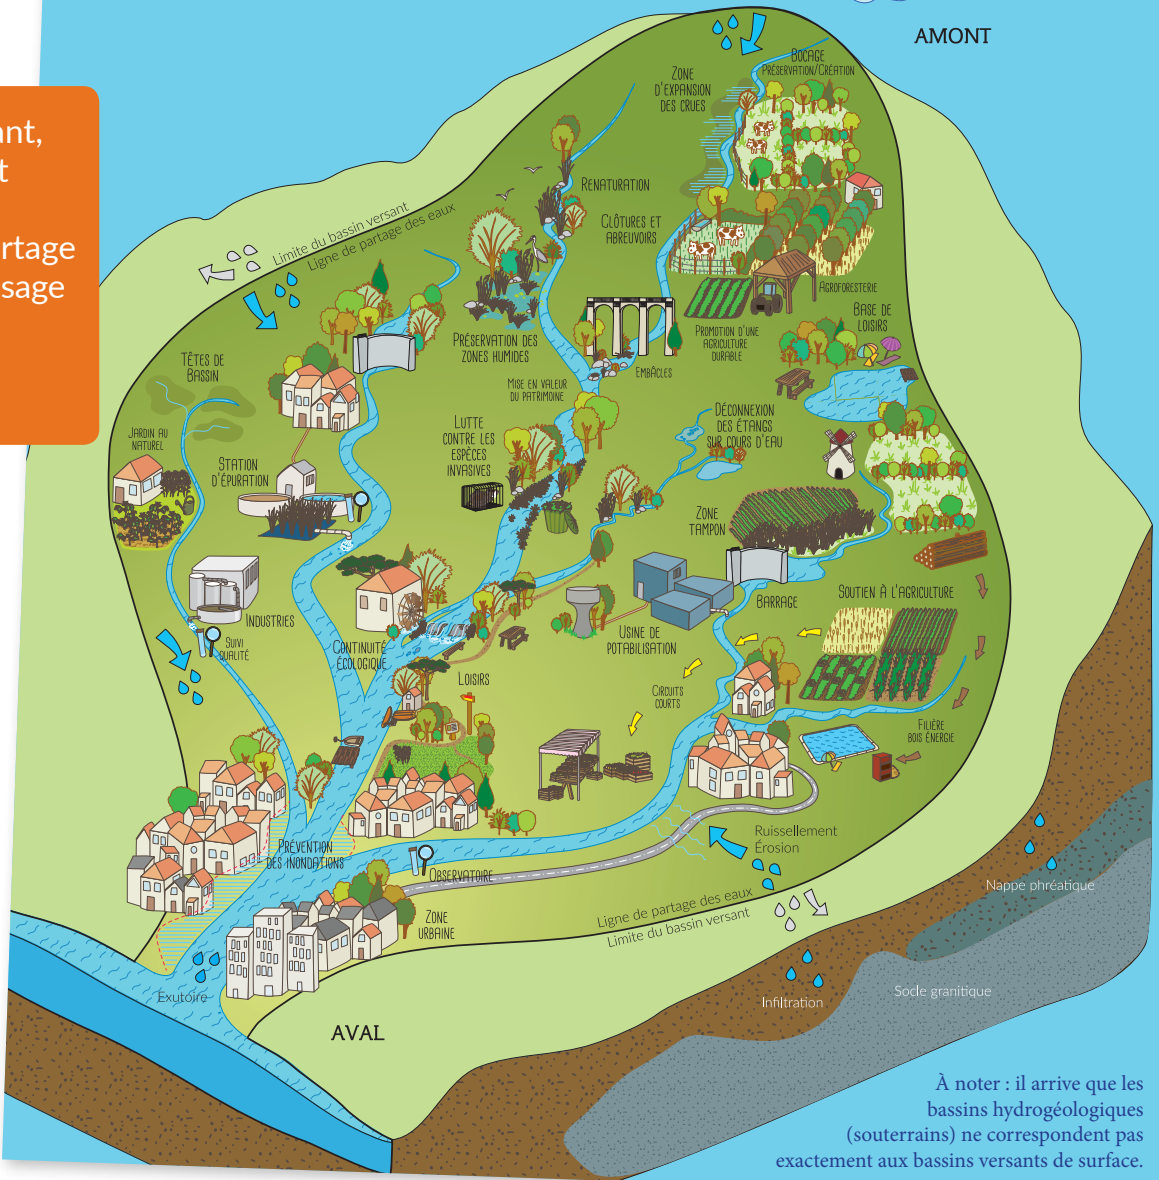 AMONT
ant,
t
rtage
sage
BOCAGE
PRÉSERVATION/CRÉATION
ZONE
D'EXPANSION
DES CRUES
RENATURATION
CLÔTURES ET
ABREUVOIRS
Limite du bassin versant
Ligne de partage des eaux
AGROFORESTERIE
BASE DE
LOISIRS
PROMOTION D'UNE
AGRICULTURE
DURABLE
PRÉSERVATION DES
ZONES HUMIDES
EMBÂCLES
MISE EN VALEUR
DU PATRIMOINE
TÊTES DE
BASSIN
JARDIN AU
NATUREL
STATION
D'ÉPURATION
LUTTE
CONTRE LES
ESPÈCES
INVASIVES
DÉCONNEXION
DES ÉTANGS
SUR COURS D'EAU
ZONE
TAMPON
BARRAGE
SOUTIEN À L'AGRICULTURE
INDUSTRIES
SUIVI
QUALITÉ
CONTINUITÉ
ÉCOLOGIQUE
USINE DE
POTABILISATION
LOISIRS
CIRCUITS
COURTS
FILIÈRE
BOIS ÉNERGIE
PRÉVENTION
DES INONDATIONS
OBSERVATOIRE
Ruissellement
Érosion
ZONE
URBAINE
Ligne de partage des eaux
Limite du bassin versant
Nappe phréatique
Exutoire
Infiltration
Socle granitique
AVAL
À noter : il arrive que les
bassins hydrogéologiques
(souterrains) ne correspondent pas
exactement aux bassins versants de surface.